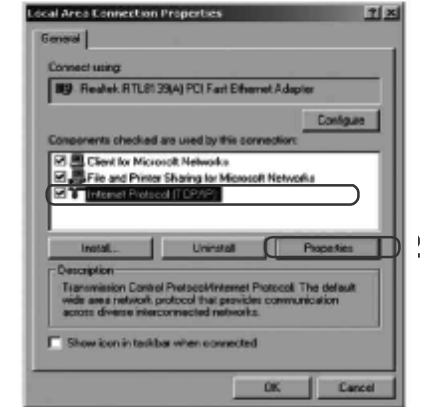 Local Area Connection Properties
General
Connect using:
Realtek RTL8139(A) PCI Fast Ethernet Adapter
Configure
Components checked are used by this connection:
Client for Microsoft Networks
File and Printer Sharing for Microsoft Networks
Internet Protocol (TCP/IP)
Install...
Uninstall
Properties
Description
Transmission Control Protocol/Internet Protocol. The default
wide area network protocol that provides communication
across diverse interconnected networks.
Show icon in taskbar when connected
OK
Cancel